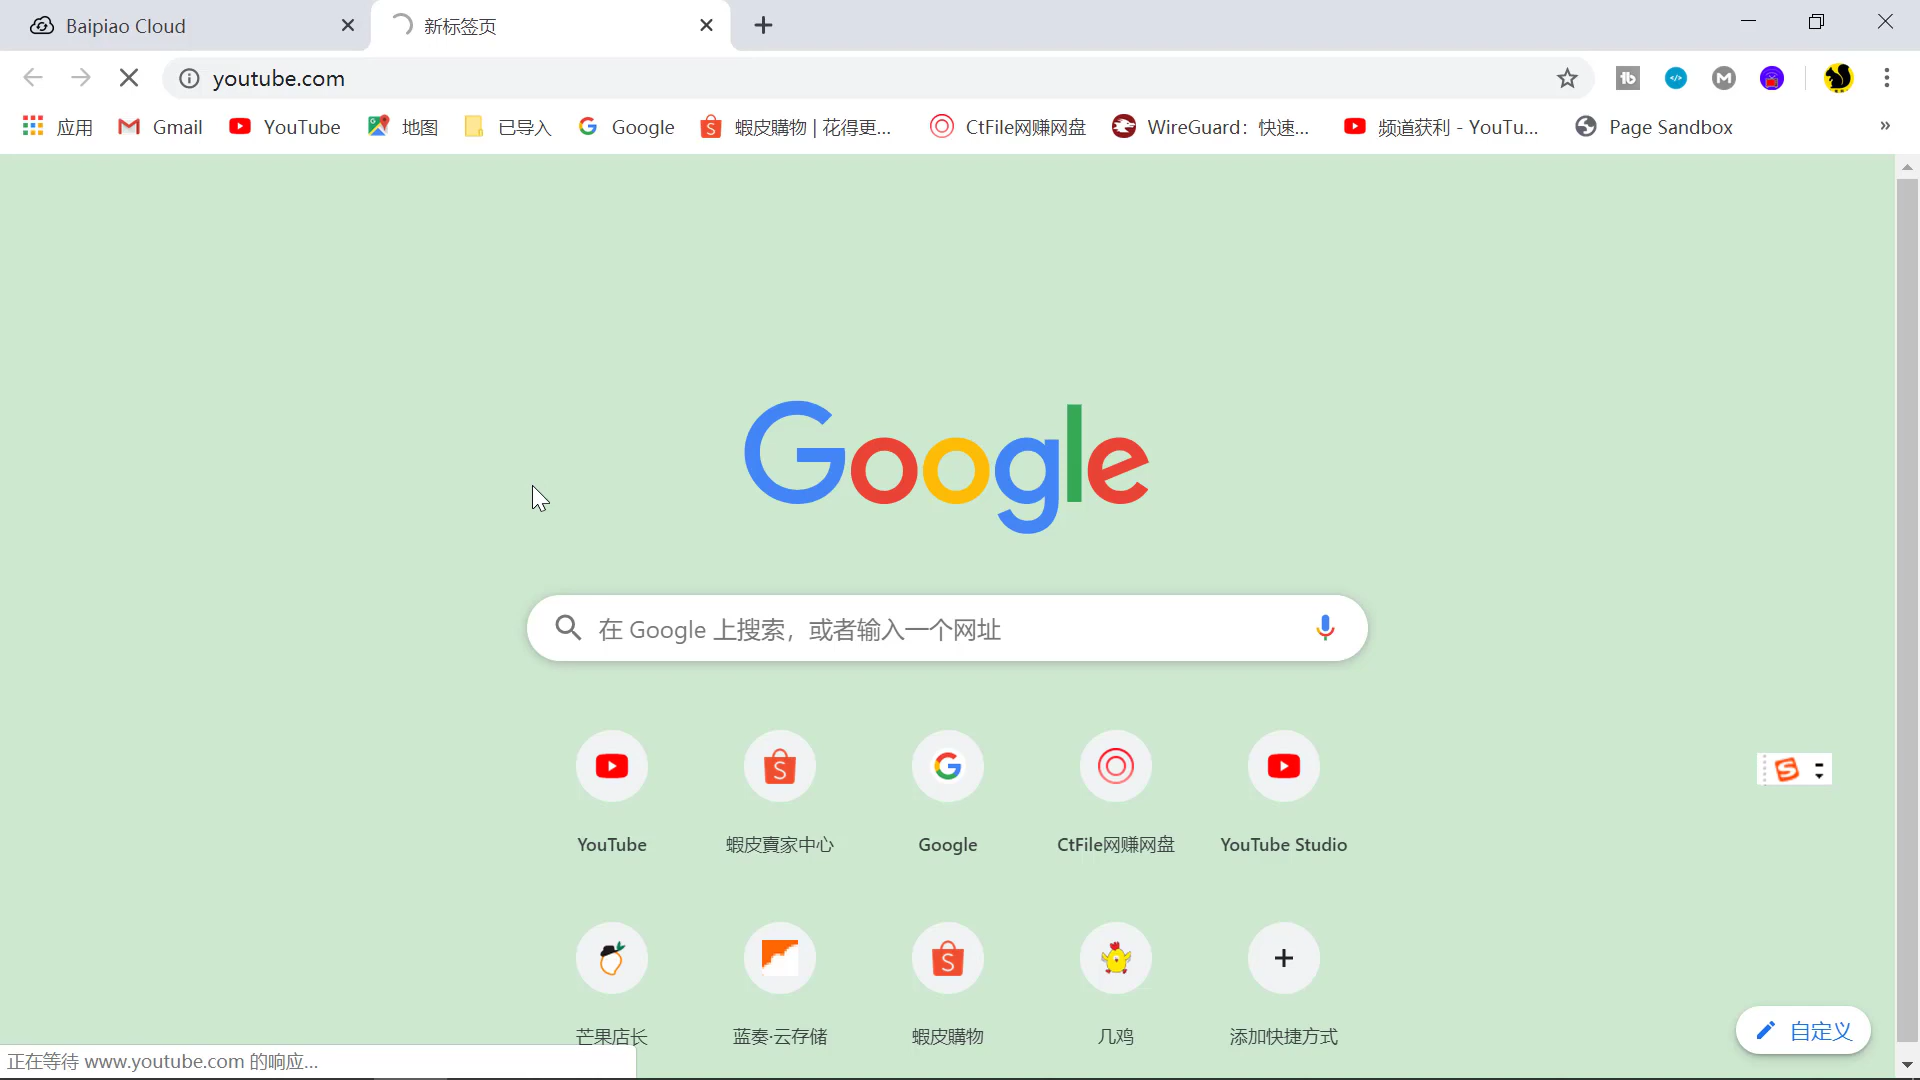 Baipiao Cloud
新标签页
youtube.com
应用
Gmail
YouTube
地图
已导入
Google
蝦皮購物 | 花得更...
CtFile网赚网盘
WireGuard：快速...
频道获利 - YouTu...
Page Sandbox
Google
在 Google 上搜索，或者输入一个网址
YouTube
蝦皮賣家中心
Google
CtFile网赚网盘
YouTube Studio
芒果店长
蓝奏·云存储
蝦皮購物
几鸡
添加快捷方式
自定义
正在等待 www.youtube.com 的响应...